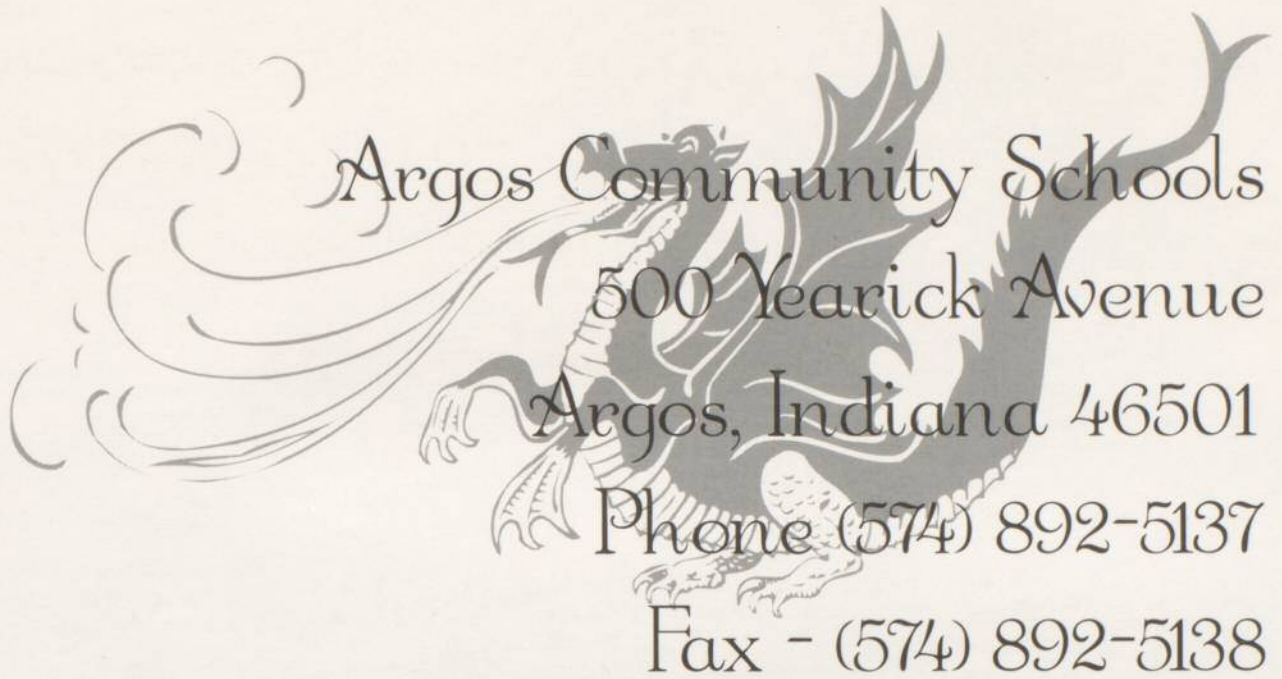 Argos Community Schools
500 Yearick Avenue
Argos, Indiana 46501
Phone (574) 892-5137
Fax - (574) 892-5138